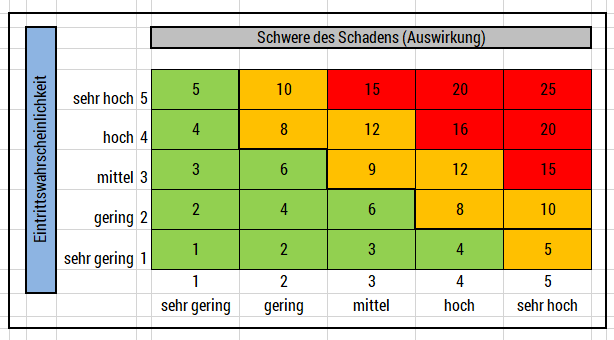 Schwere des Schadens (Auswirkung)
Eintrittswahrscheinlichkeit
sehr hoch 5 5 10 15 20 25
hoch 4 4 8 12 16 20
mittel 3 3 6 9 12 15
gering 2 2 4 6 8 10
sehr gering 1 1 2 3 4 5
1 2 3 4 5
sehr gering gering mittel hoch sehr hoch